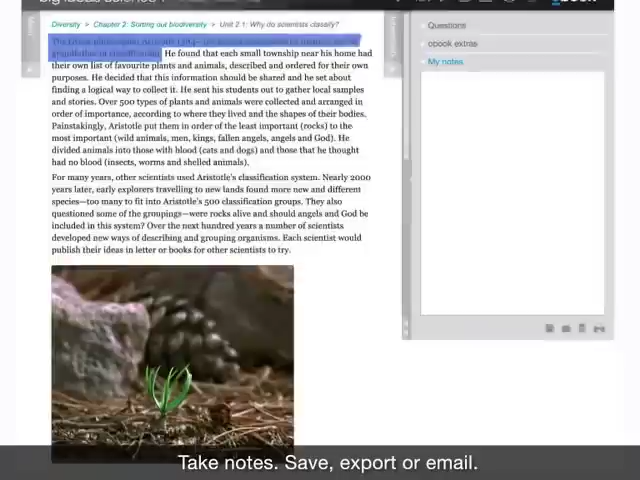 Diversity > Chapter 2: Sorting out biodiversity > Unit 2.1: Why do scientists classify?
He found that each small township near his home had
their own list of favourite plants and animals, described and ordered for their own
purposes. He decided that this information should be shared and he set about
finding a logical way to collect it. He sent his students out to gather local samples
and stories. Over 500 types of plants and animals were collected and arranged in
order of importance, according to where they lived and the shapes of their bodies.
Painstakingly, Aristotle put them in order of the least important (rocks) to the
most important (wild animals, men, kings, fallen angels, angels and God). He
divided animals into those with blood (cats and dogs) and those that he thought
had no blood (insects, worms and shelled animals).
For many years, other scientists used Aristotle's classification system. Nearly 2000
years later, early explorers travelling to new lands found more new and different
species—too many to fit into Aristotle's 500 classification groups. They also
questioned some of the groupings—were rocks alive and should angels and God be
included in this system? Over the next hundred years a number of scientists
developed new ways of describing and grouping organisms. Each scientist would
publish their ideas in letter or books for other scientists to try.
Questions
obook extras
My notes
Take notes. Save, export or email.